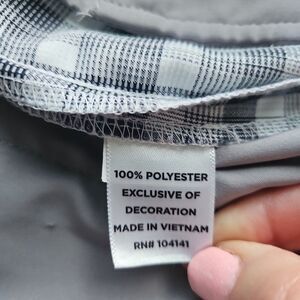 100% POLYESTER
EXCLUSIVE OF
DECORATION
MADE IN VIETNAM
RN# 104141